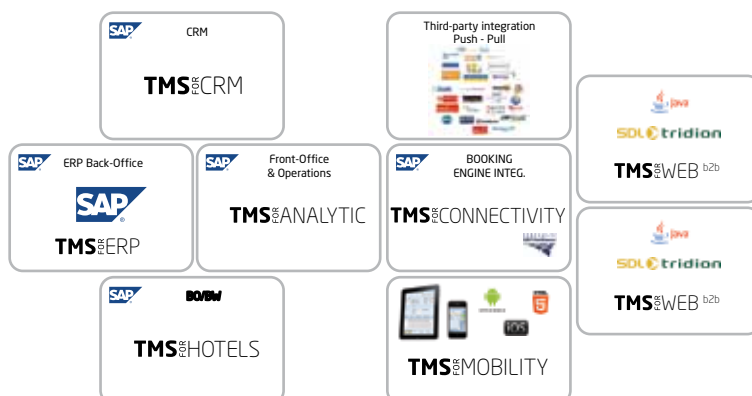 SAP CRM
TMS FOR CRM
Third-party integration
Push - Pull
java
SDL tridion
TMS FOR WEB b2b
SAP ERP Back-Office
SAP®
TMS FOR ERP
SAP Front-Office
& Operations
TMS FOR ANALYTIC
SAP BOOKING
ENGINE INTEG.
TMS FOR CONNECTIVITY
java
SDL tridion
TMS FOR WEB b2b
SAP BO/BW
TMS FOR HOTELS
iOS
5
TMS FOR MOBILITY